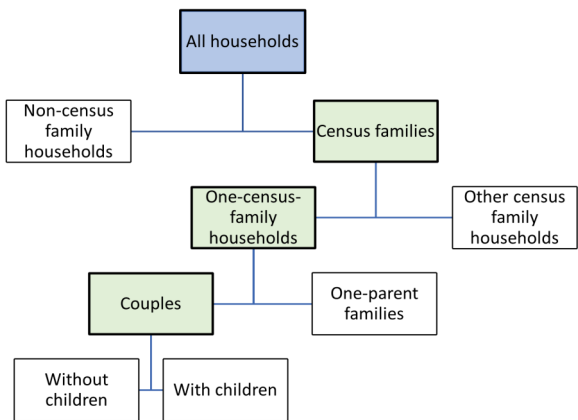 All households
Non-census
family
households
Census families
One-census-
family
households
Other census
family
households
Couples
One-parent
families
Without
children
With children